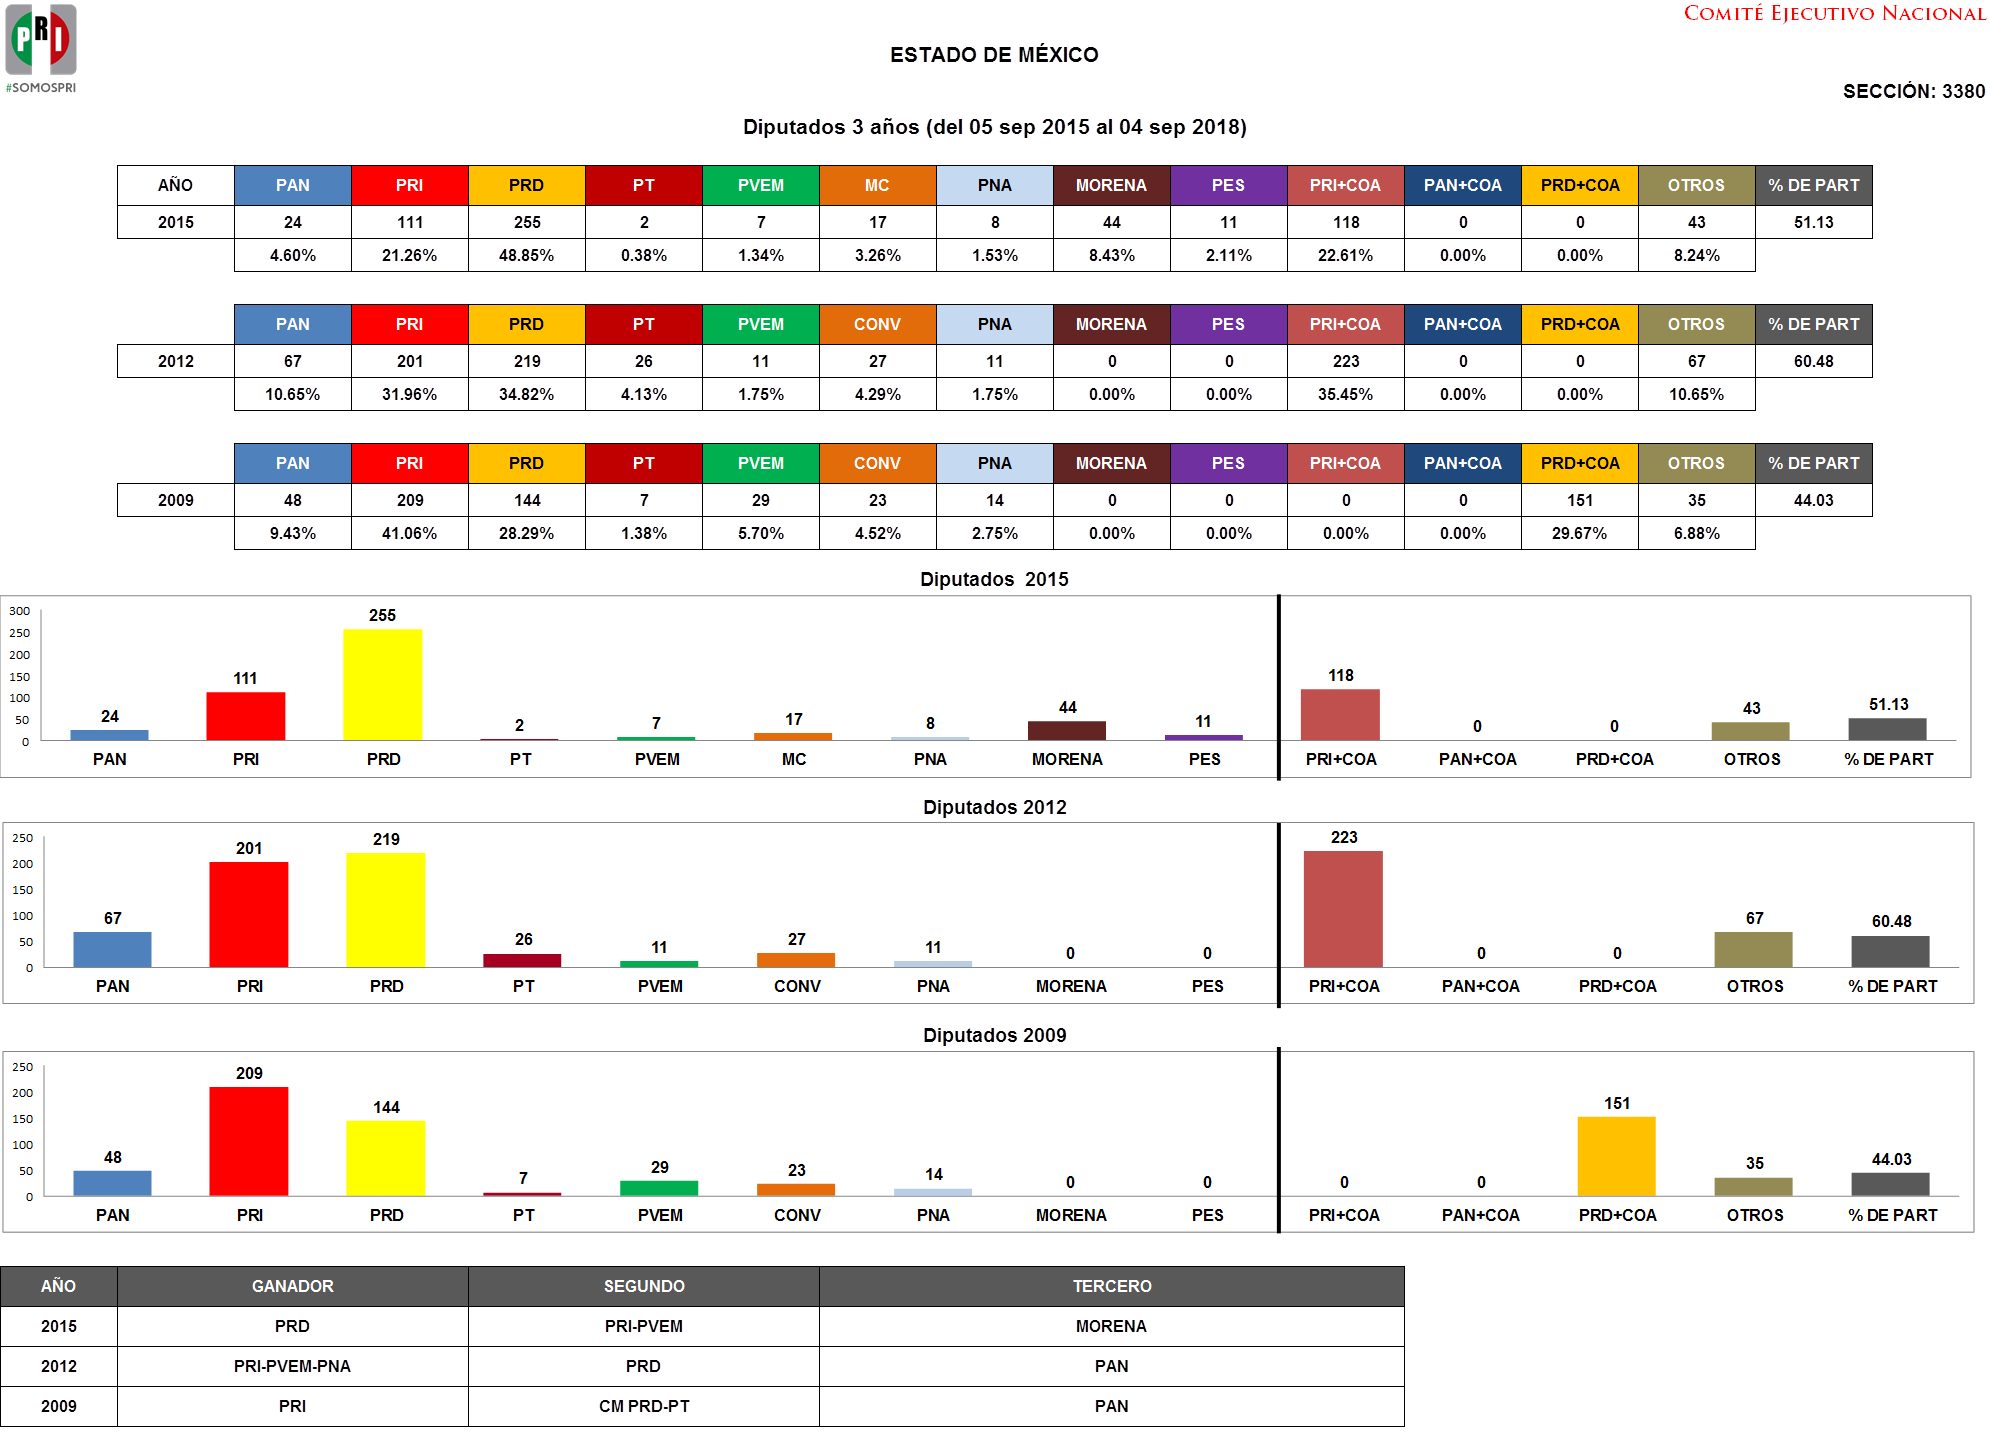 PRI
#SOMOSPRI
COMITÉ EJECUTIVO NACIONAL
ESTADO DE MÉXICO
SECCIÓN: 3380
Diputados 3 años (del 05 sep 2015 al 04 sep 2018)
AÑO PAN PRI PRD PT PVEM MC PNA MORENA PES PRI+COA PAN+COA PRD+COA OTROS % DE PART
2015 24 111 255 2 7 17 8 44 11 118 0 0 43 51.13
4.60% 21.26% 48.85% 0.38% 1.34% 3.26% 1.53% 8.43% 2.11% 22.61% 0.00% 0.00% 8.24%
PAN PRI PRD PT PVEM CONV PNA MORENA PES PRI+COA PAN+COA PRD+COA OTROS % DE PART
2012 67 201 219 26 11 27 11 0 0 223 0 0 67 60.48
10.65% 31.96% 34.82% 4.13% 1.75% 4.29% 1.75% 0.00% 0.00% 35.45% 0.00% 0.00% 10.65%
PAN PRI PRD PT PVEM CONV PNA MORENA PES PRI+COA PAN+COA PRD+COA OTROS % DE PART
2009 48 209 144 7 29 23 14 0 0 0 0 151 35 44.03
9.43% 41.06% 28.29% 1.38% 5.70% 4.52% 2.75% 0.00% 0.00% 0.00% 0.00% 29.67% 6.88%
Diputados 2015
300
250
200
150
100
50
0
24 111 255 2 7 17 8 44 11 118 0 0 43 51.13
PAN PRI PRD PT PVEM MC PNA MORENA PES PRI+COA PAN+COA PRD+COA OTROS % DE PART
Diputados 2012
250
200
150
100
50
0
67 201 219 26 11 27 11 0 0 223 0 0 67 60.48
PAN PRI PRD PT PVEM CONV PNA MORENA PES PRI+COA PAN+COA PRD+COA OTROS % DE PART
Diputados 2009
250
200
150
100
50
0
48 209 144 7 29 23 14 0 0 0 0 151 35 44.03
PAN PRI PRD PT PVEM CONV PNA MORENA PES PRI+COA PAN+COA PRD+COA OTROS % DE PART
AÑO GANADOR SEGUNDO TERCERO
2015 PRD PRI-PVEM MORENA
2012 PRI-PVEM-PNA PRD PAN
2009 PRI CM PRD-PT PAN